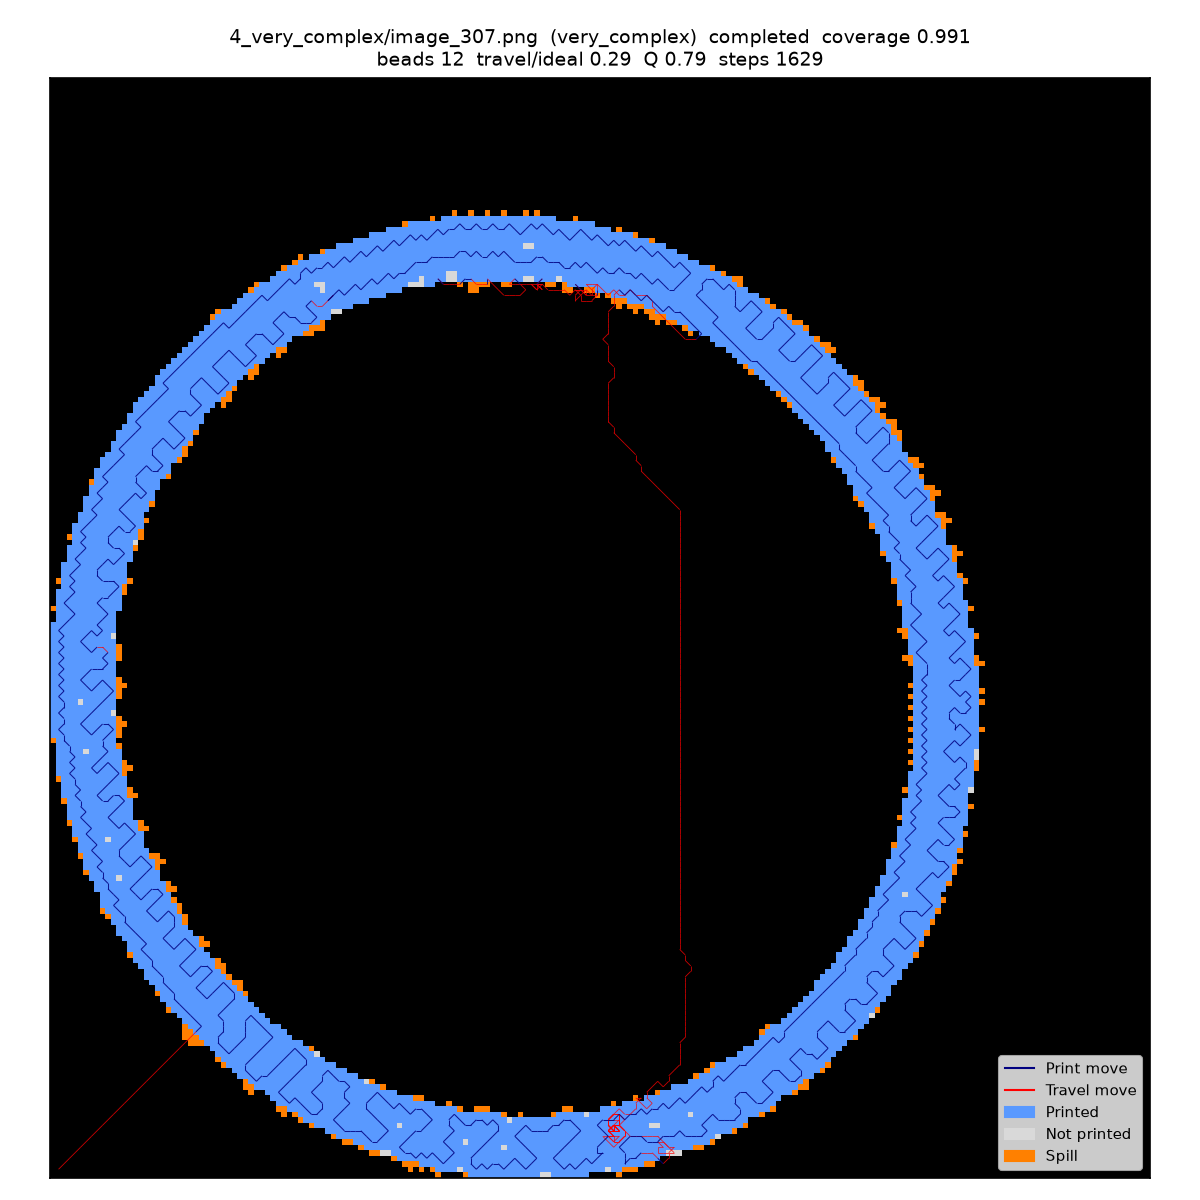 4_very_complex/image_307.png  (very_complex)  completed  coverage 0.991
beads 12  travel/ideal 0.29  Q 0.79  steps 1629
Print move
Travel move
Printed
Not printed
Spill